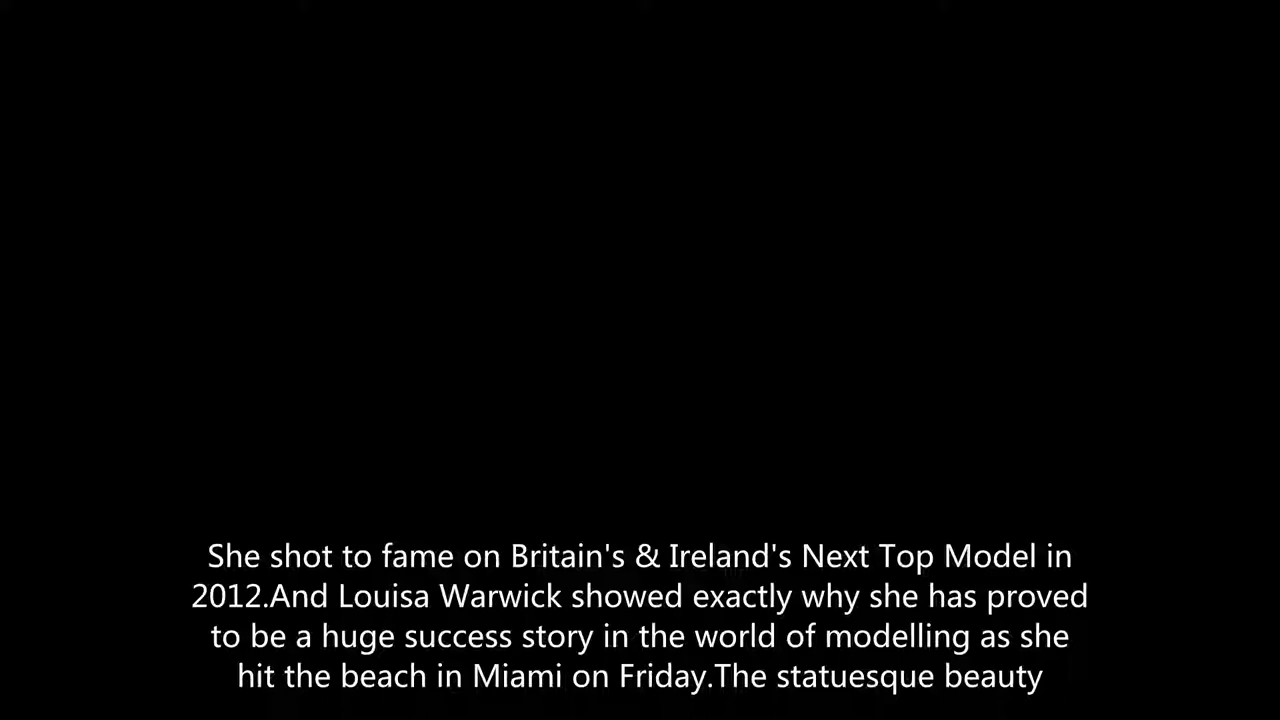 She shot to fame on Britain's & Ireland's Next Top Model in
2012.And Louisa Warwick showed exactly why she has proved
to be a huge success story in the world of modelling as she
hit the beach in Miami on Friday.The statuesque beauty